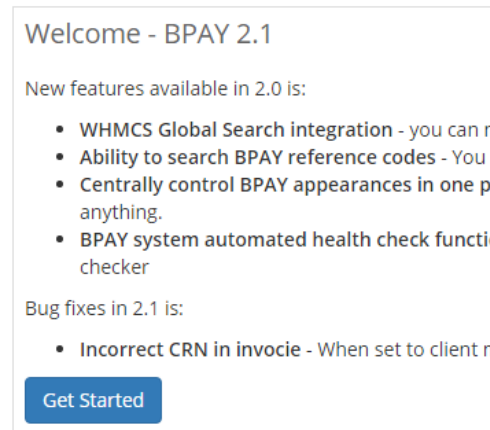 Welcome - BPAY 2.1
New features available in 2.0 is:
WHMCS Global Search integration - you can
Ability to search BPAY reference codes - You
Centrally control BPAY appearances in one
anything.
BPAY system automated health check
checker
Bug fixes in 2.1 is:
Incorrect CRN in invocie - When set to client
Get Started